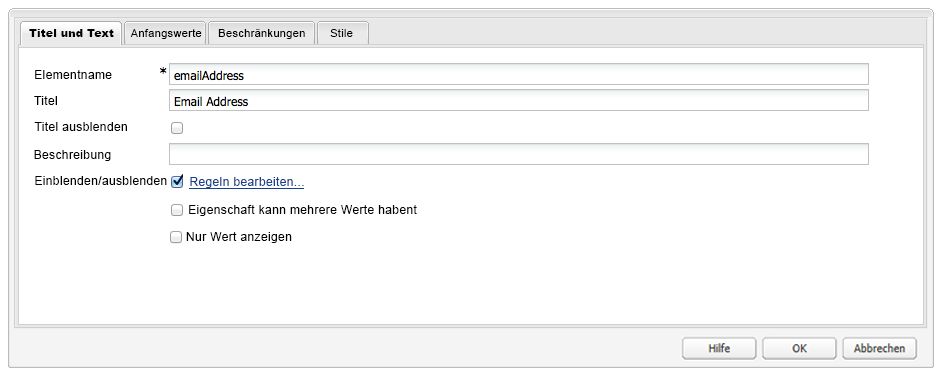 Titel und Text Anfangswerte Beschränkungen Stile
Elementname * emailAddress
Titel Email Address
Titel ausblenden
Beschreibung
Einblenden/ausblenden Regeln bearbeiten...
Eigenschaft kann mehrere Werte habent
Nur Wert anzeigen
Hilfe OK Abbrechen